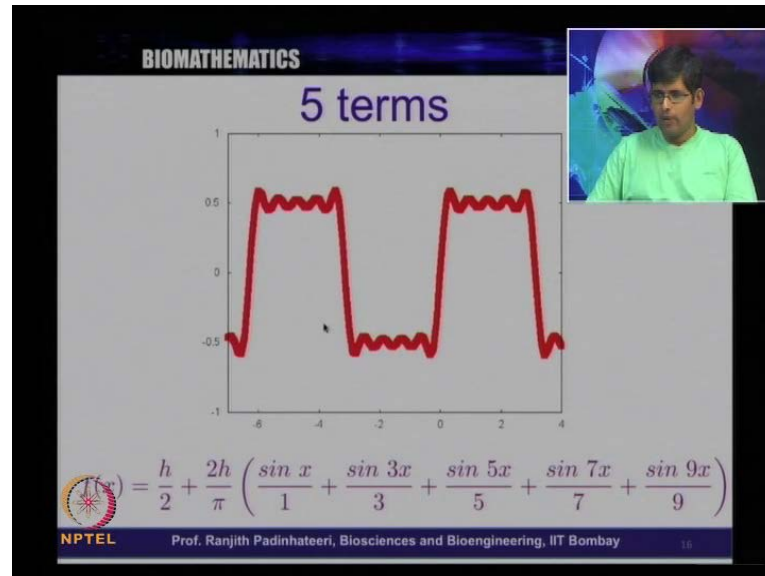 BIOMATHEMATICS
5 terms
1
0.5
0
-0.5
-1
-6 -4 -2 0 2 4
f(x) = h/2 + 2h/π ( sin x/1 + sin 3x/3 + sin 5x/5 + sin 7x/7 + sin 9x/9 )
NPTEL
Prof. Ranjith Padinhateeri, Biosciences and Bioengineering, IIT Bombay 16